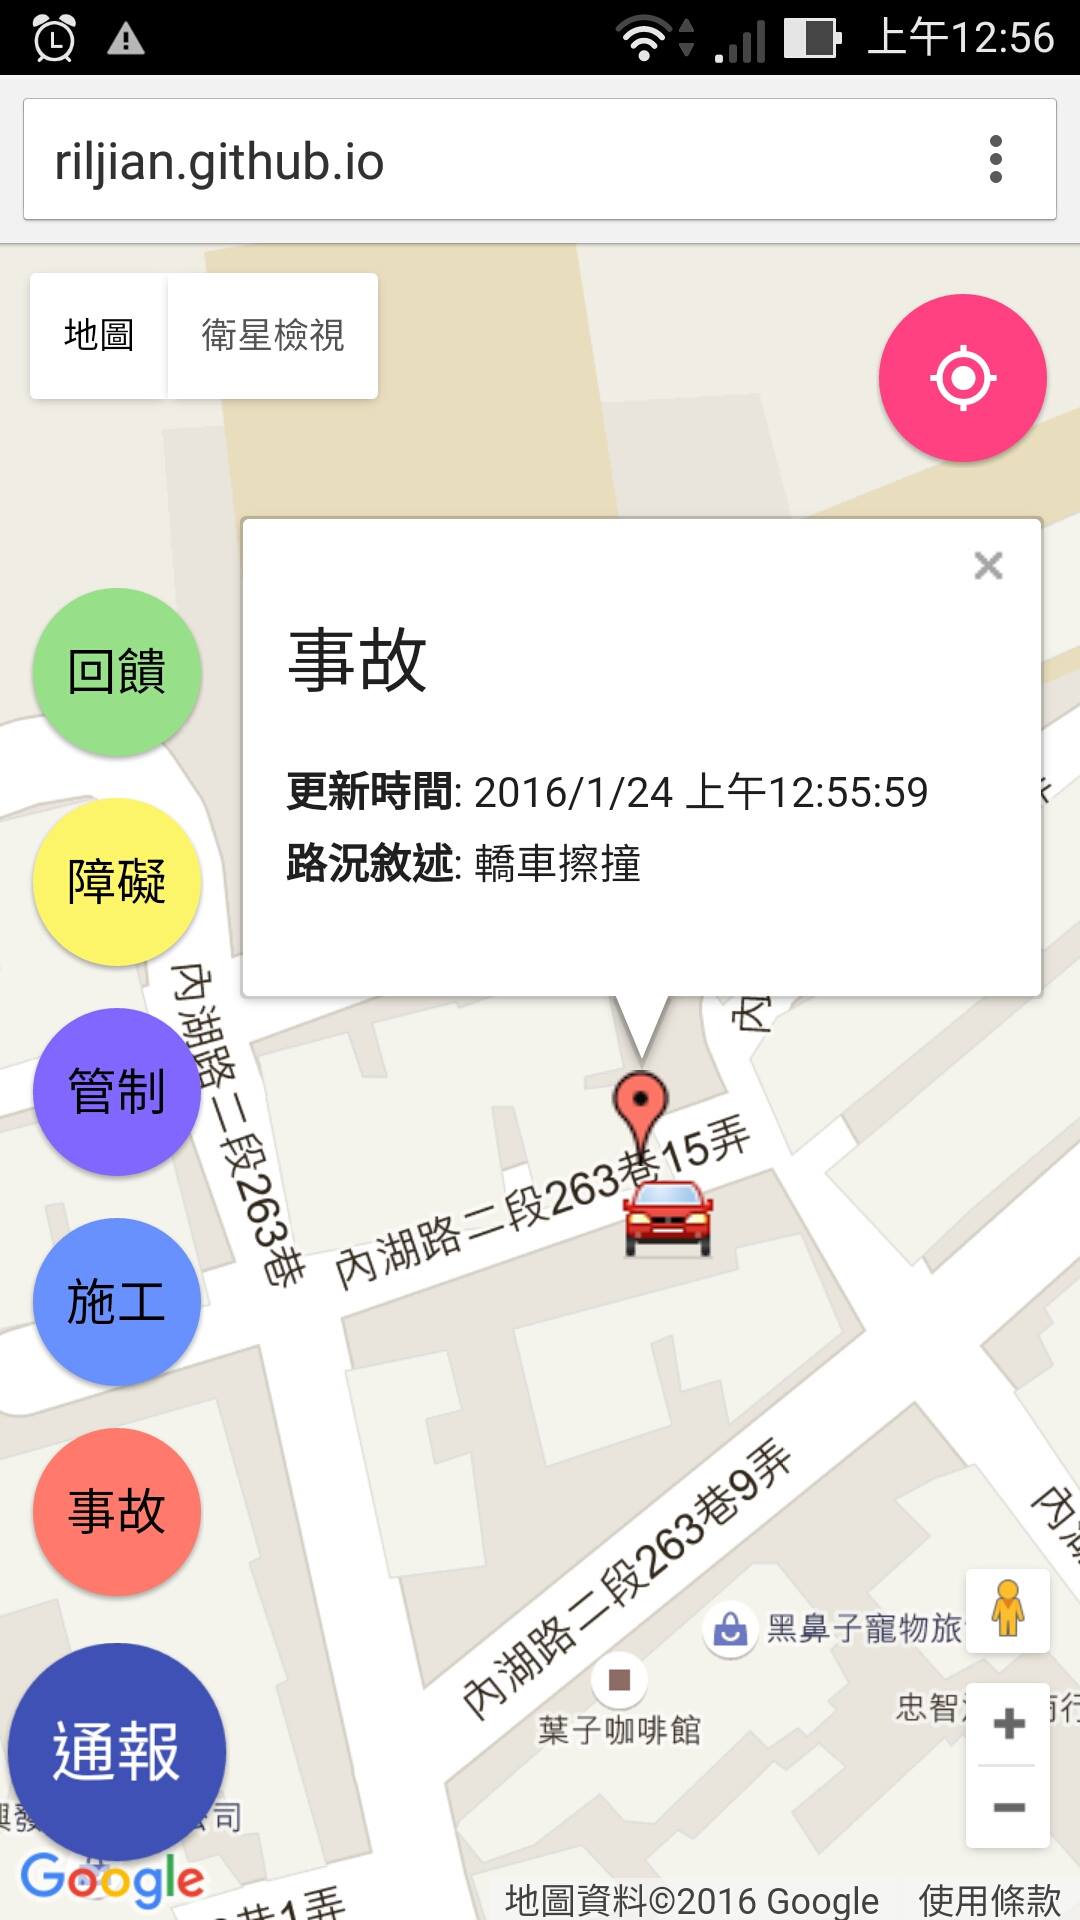 上午12:56
riljian.github.io
地圖
衛星檢視
事故
更新時間: 2016/1/24 上午12:55:59
路況敘述: 轎車擦撞
回饋
障礙
管制
施工
事故
通報
內湖路二段263巷
內
內湖路二段263巷15弄
內湖路二段263巷9弄
內湖
黑鼻子寵物旅
葉子咖啡館
忠智
行
司
巷1弄
Google
地圖資料©2016 Google
使用條款